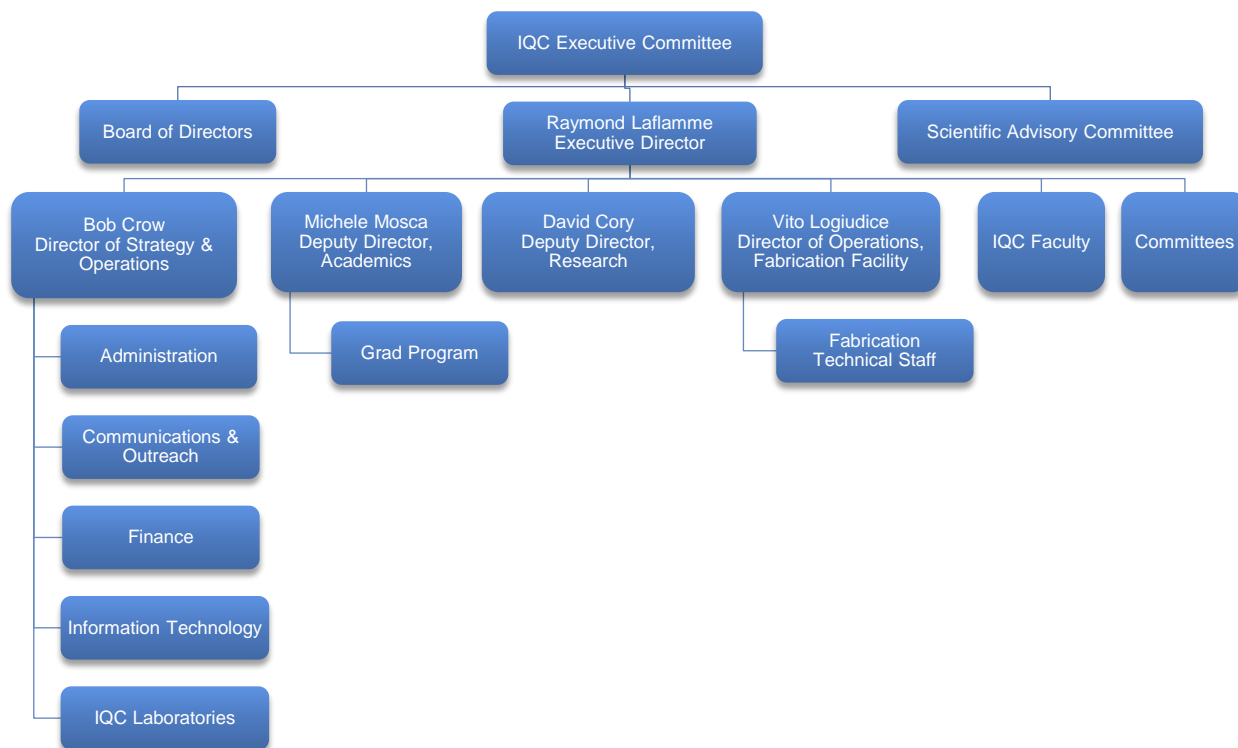 IQC Executive Committee
Board of Directors
Raymond Laflamme
Executive Director
Scientific Advisory Committee
Bob Crow
Director of Strategy &
Operations
Michele Mosca
Deputy Director,
Academics
David Cory
Deputy Director,
Research
Vito Logiudice
Director of Operations,
Fabrication Facility
IQC Faculty
Committees
Administration
Grad Program
Fabrication
Technical Staff
Communications &
Outreach
Finance
Information Technology
IQC Laboratories